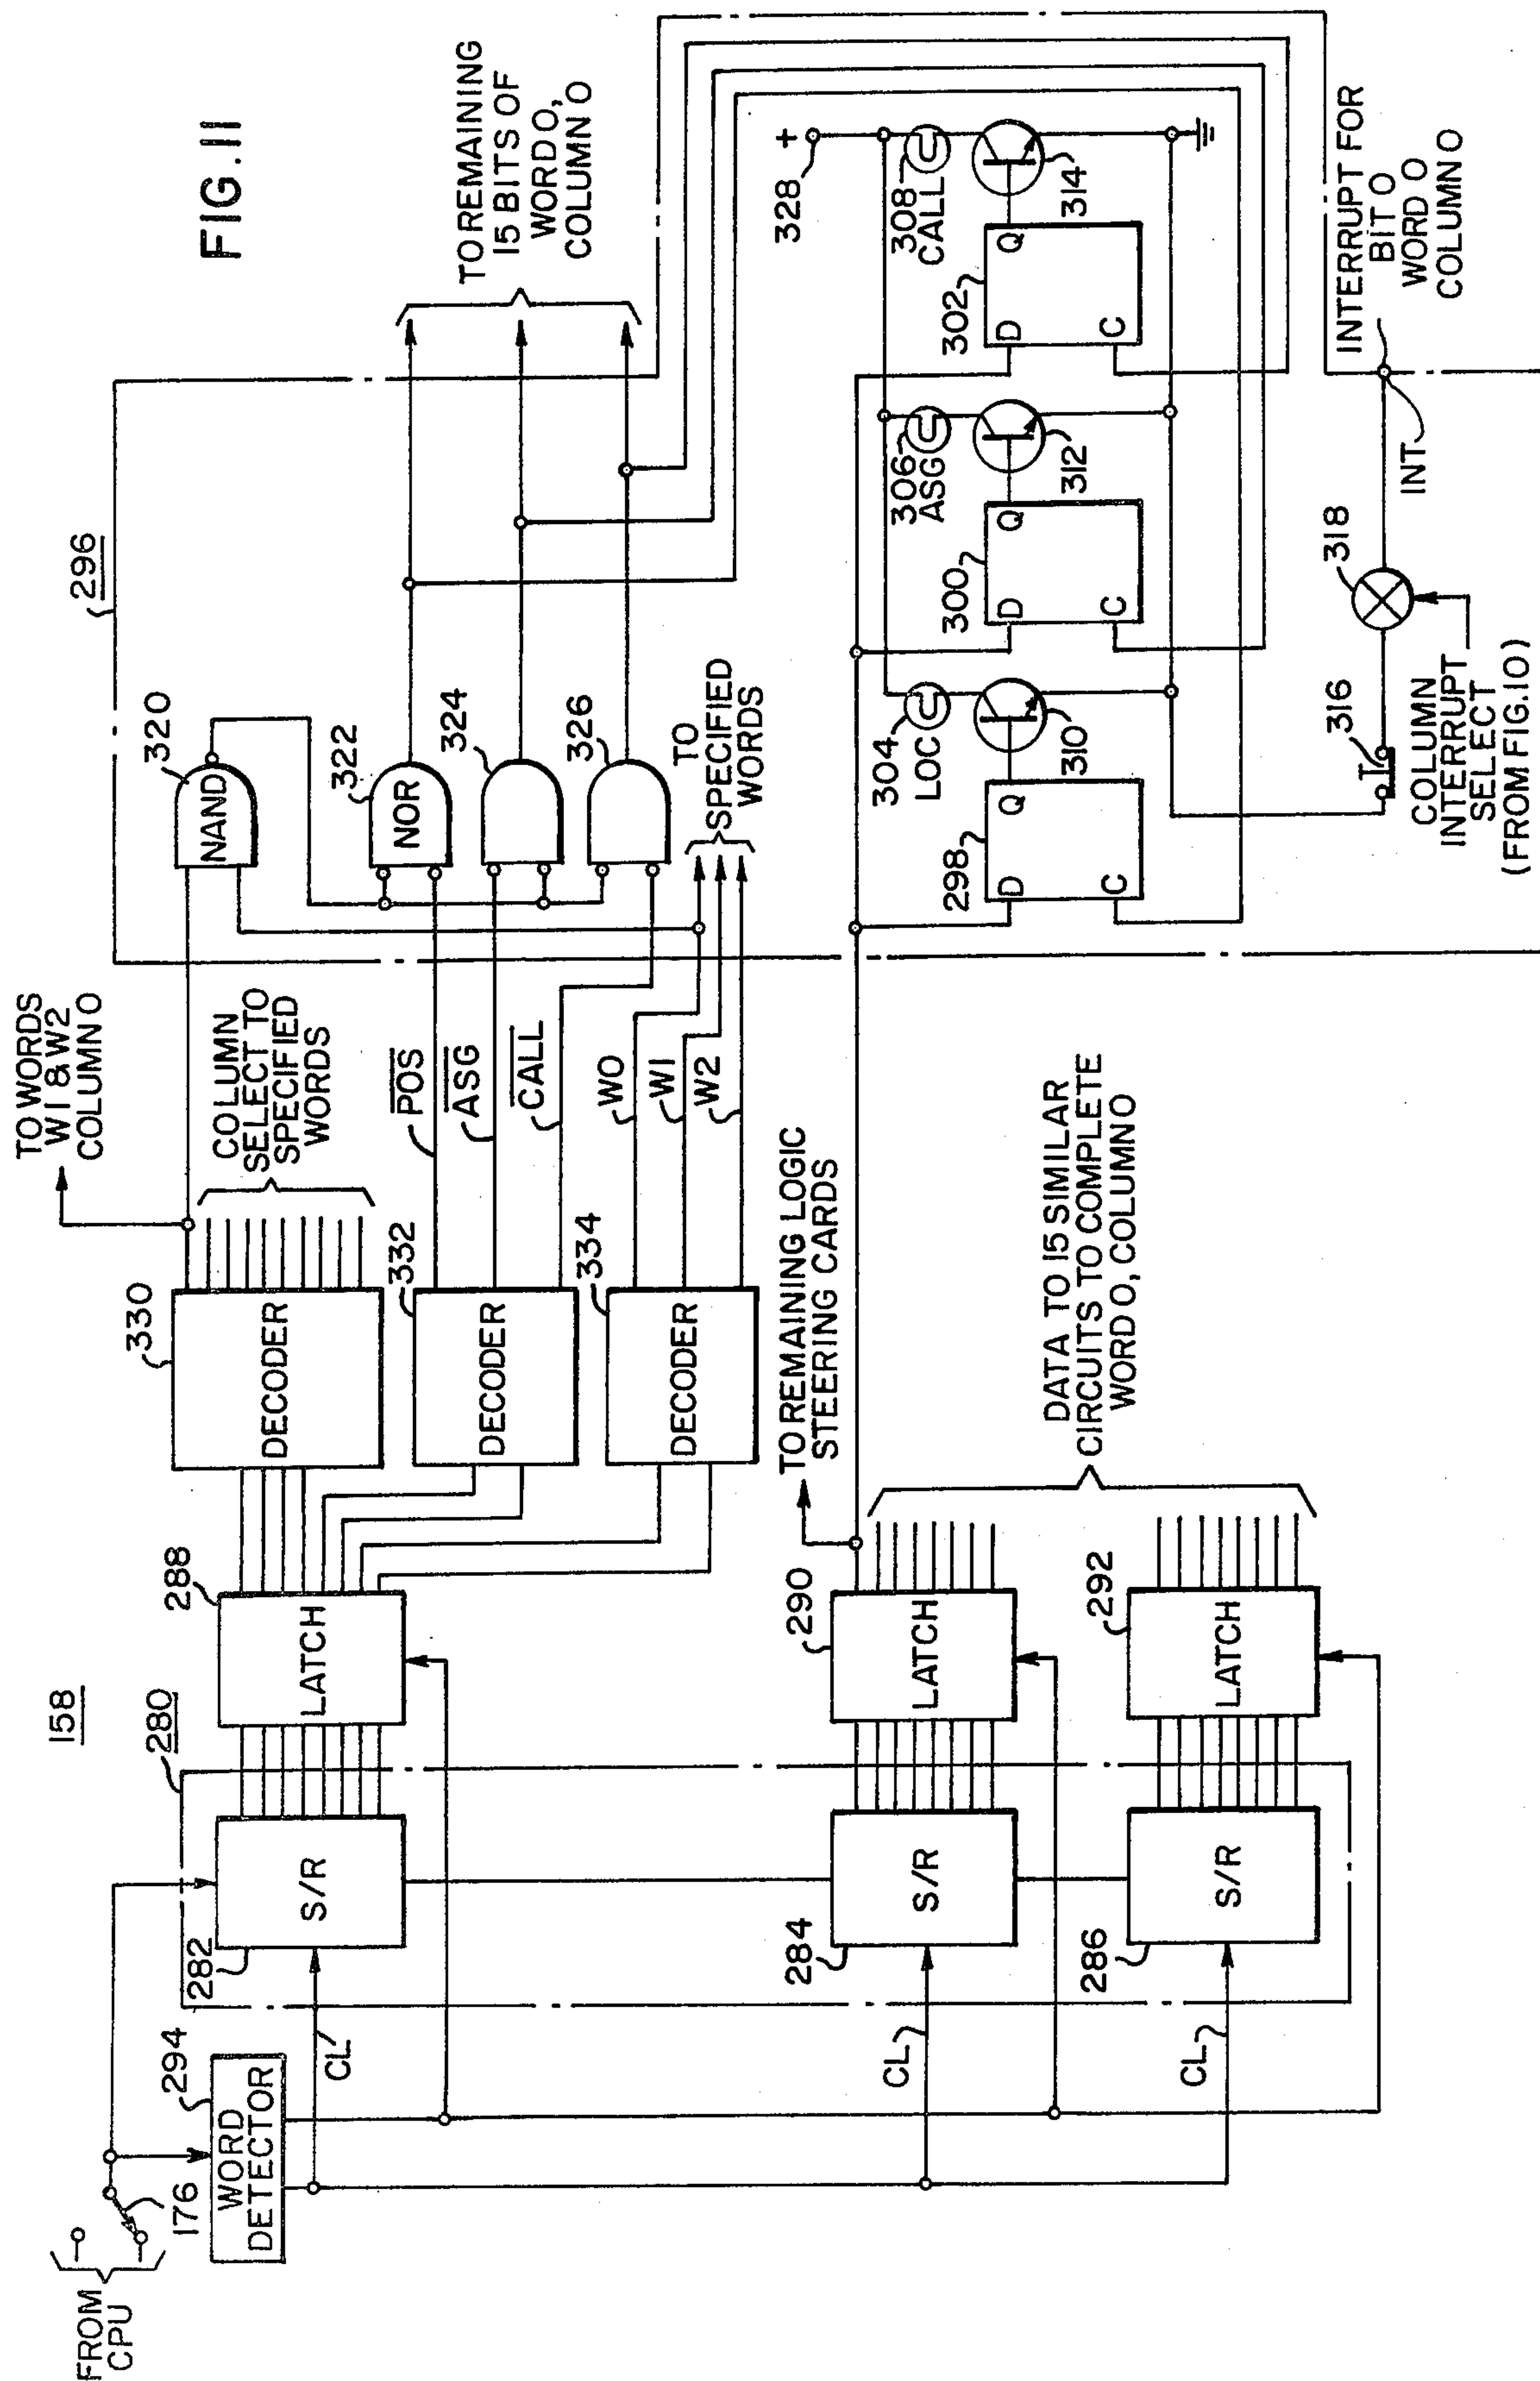 FIG. 11
158
FROM
CPU
176
294
WORD
DETECTOR
280
282
S/R
CL
288
LATCH
330
DECODER
332
DECODER
334
DECODER
TO WORDS
W1 & W2
COLUMN 0
COLUMN
SELECT TO
SPECIFIED
WORDS
POS
ASG
CALL
W0
W1
W2
296
320
NAND
322
NOR
324
326
TO
SPECIFIED
WORDS
TO REMAINING
15 BITS OF
WORD 0,
COLUMN 0
284
S/R
CL
290
LATCH
286
S/R
CL
292
LATCH
TO REMAINING LOGIC
STEERING CARDS
DATA TO 15 SIMILAR
CIRCUITS TO COMPLETE
WORD 0, COLUMN 0
298
D
Q
C
304
LOC
310
300
D
Q
C
306
ASG
312
302
D
Q
C
308
CALL
314
328
+
316
318
COLUMN
INTERRUPT
SELECT
(FROM FIG. 10)
INT
INTERRUPT FOR
BIT 0
WORD 0
COLUMN 0